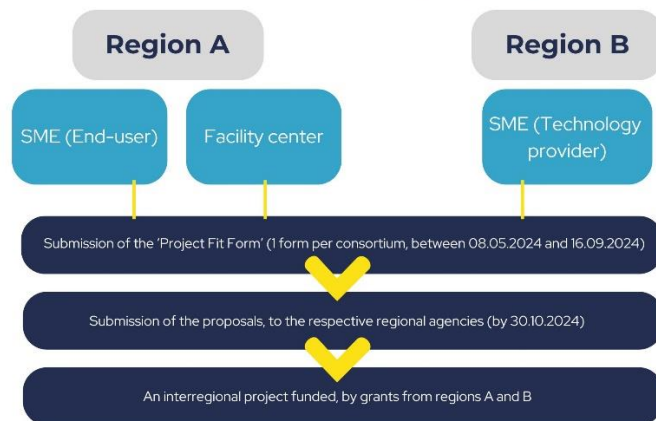 Region A
Region B
SME (End-user)
Facility center
SME (Technology
provider)
Submission of the 'Project Fit Form' (1 form per consortium, between 08.05.2024 and 16.09.2024)
Submission of the proposals, to the respective regional agencies (by 30.10.2024)
An interregional project funded, by grants from regions A and B